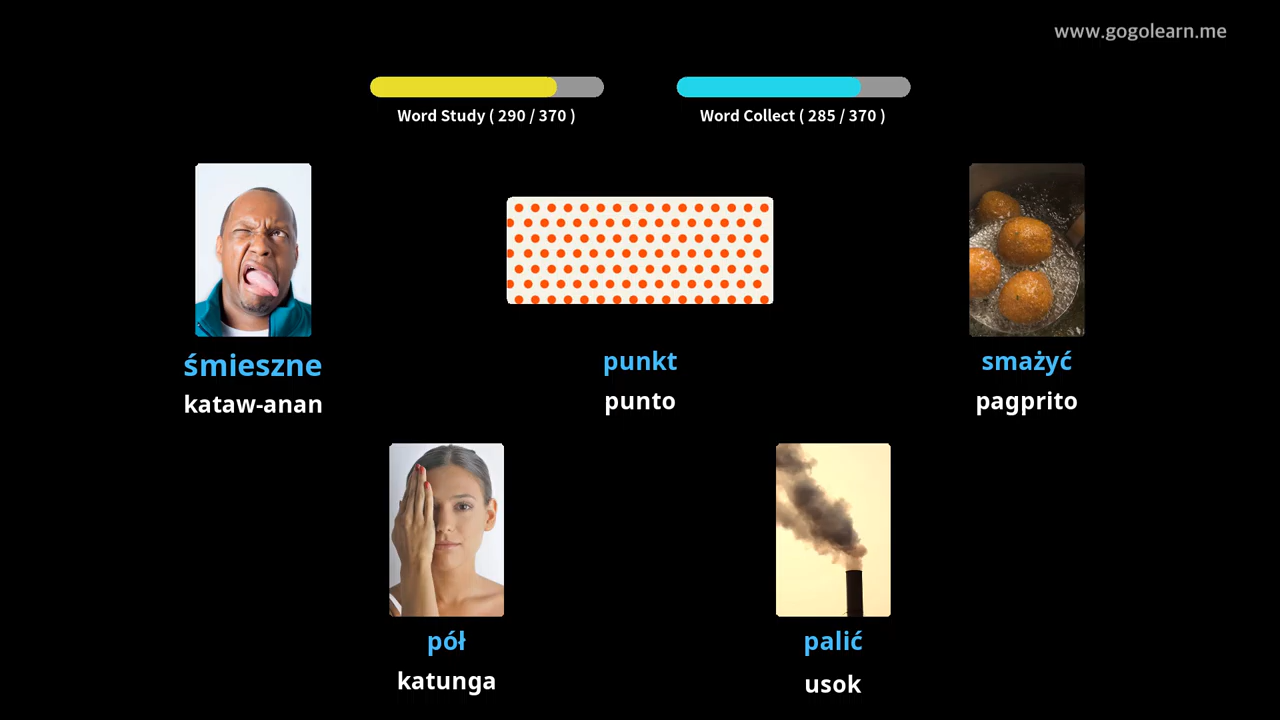 www.gogolearn.me
Word Study ( 290 / 370 )
Word Collect ( 285 / 370 )
śmieszne
kataw-anan
punkt
punto
smażyć
pagprito
pół
katunga
palić
usok